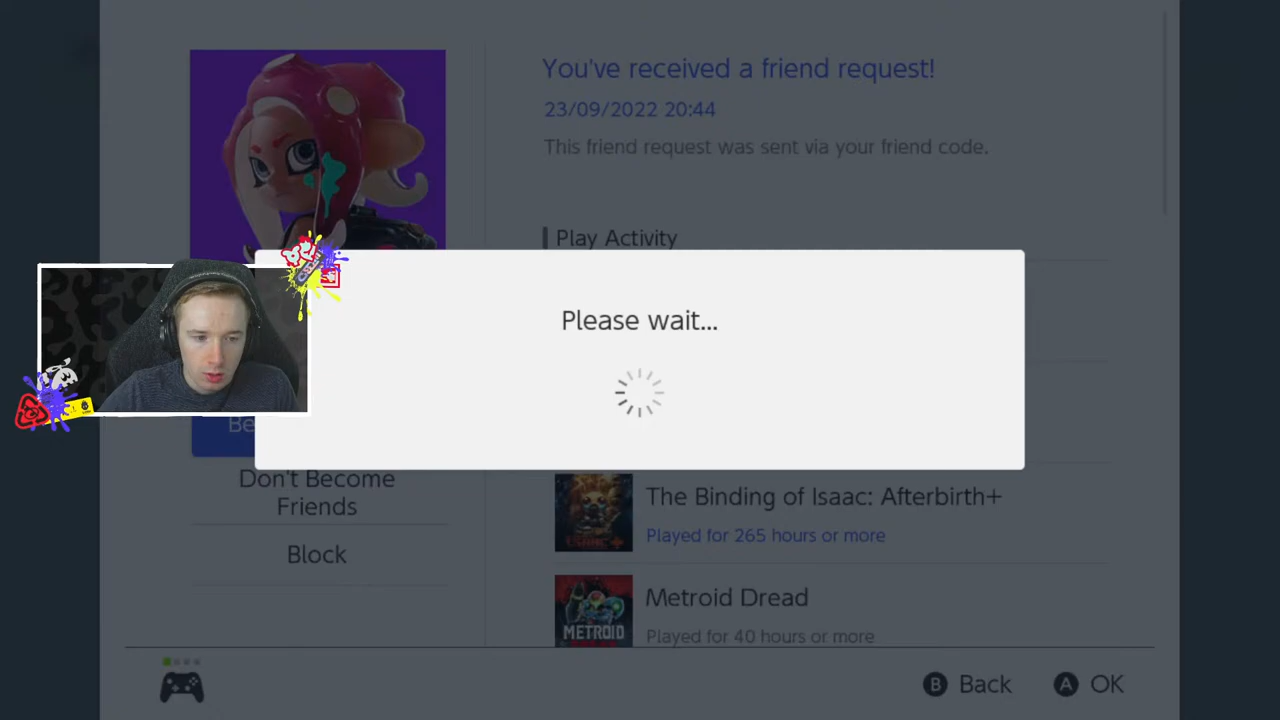 You've received a friend request!
23/09/2022 20:44
This friend request was sent via your friend code.
Play Activity
Please wait...
Be
Don't Become
Friends
Block
The Binding of Isaac: Afterbirth+
Played for 265 hours or more
METROID
Metroid Dread
Played for 40 hours or more
B Back
A OK